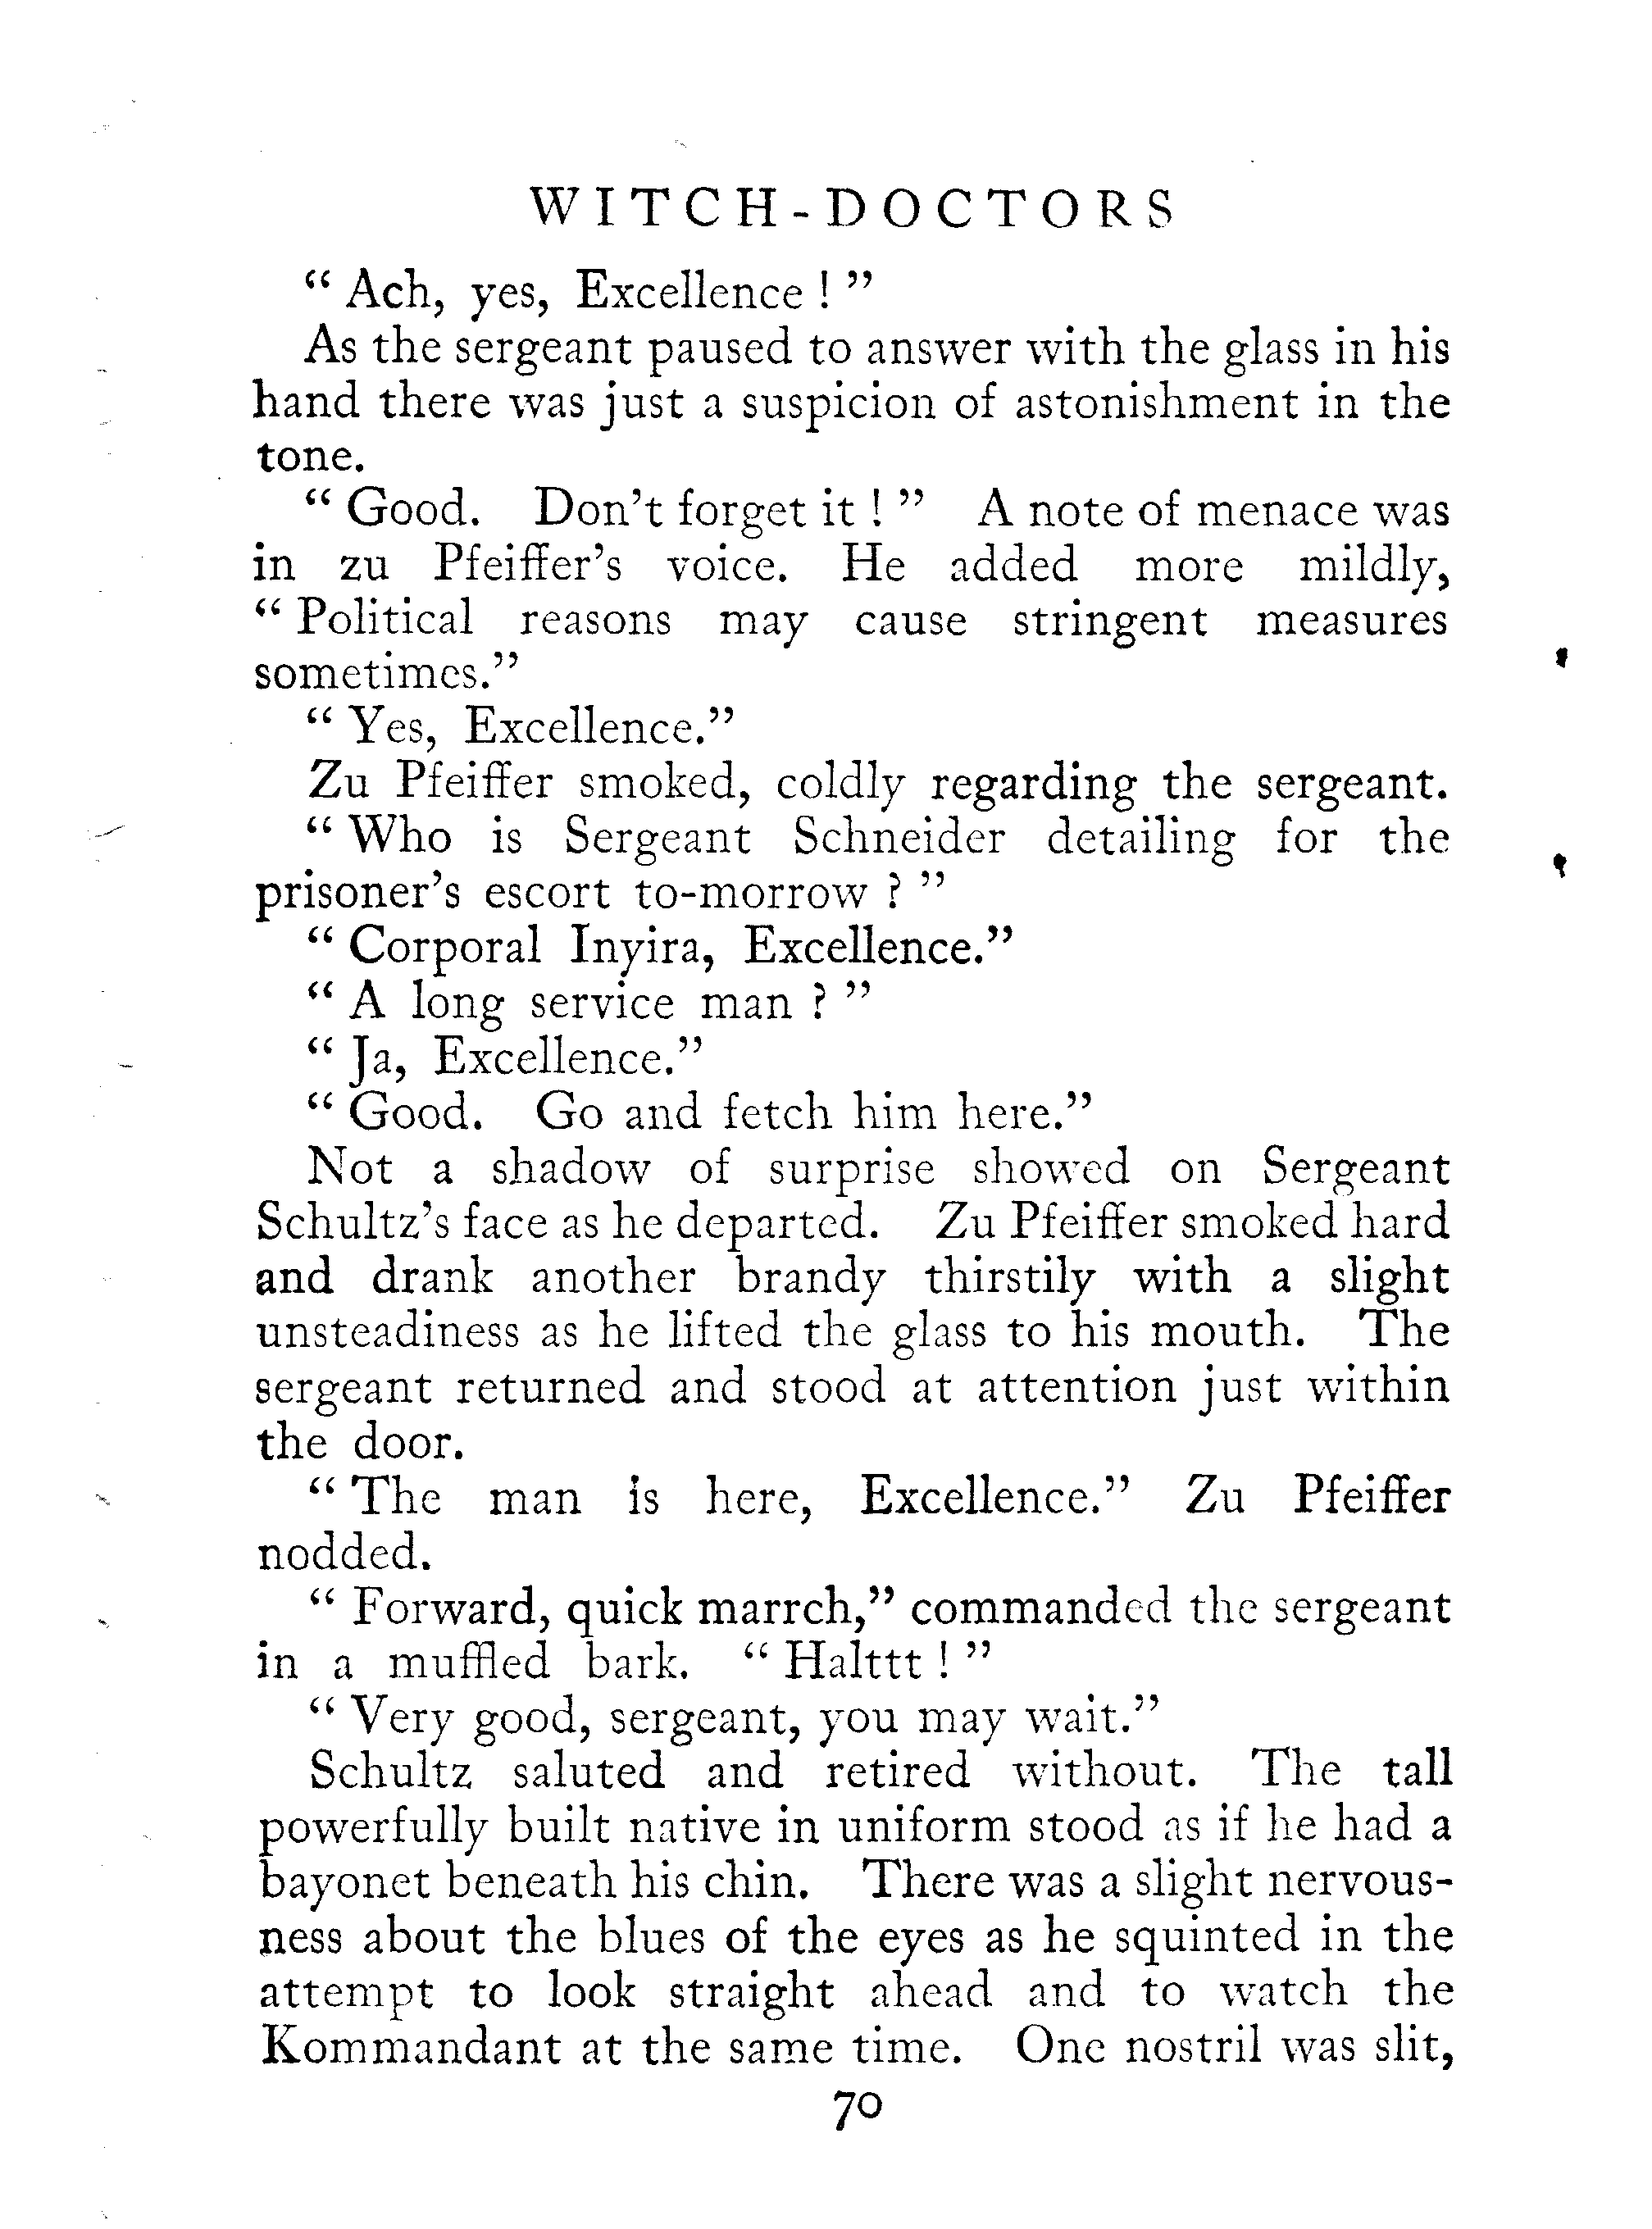 WITCH-DOCTORS
“ Ach, yes, Excellence ! ”
As the sergeant paused to answer with the glass in his
hand there was just a suspicion of astonishment in the
tone.
“ Good. Don’t forget it ! ” A note of menace was
in zu Pfeiffer’s voice. He added more mildly,
“ Political reasons may cause stringent measures
sometimes.”
“ Yes, Excellence.”
Zu Pfeiffer smoked, coldly regarding the sergeant.
“ Who is Sergeant Schneider detailing for the
prisoner’s escort to-morrow ? ”
“ Corporal Inyira, Excellence.”
“ A long service man ? ”
“ Ja, Excellence.”
“ Good. Go and fetch him here.”
Not a shadow of surprise showed on Sergeant
Schultz’s face as he departed. Zu Pfeiffer smoked hard
and drank another brandy thirstily with a slight
unsteadiness as he lifted the glass to his mouth. The
sergeant returned and stood at attention just within
the door.
“ The man is here, Excellence.” Zu Pfeiffer
nodded.
“ Forward, quick marrch,” commanded the sergeant
in a muffled bark. “ Halttt ! ”
“ Very good, sergeant, you may wait.”
Schultz saluted and retired without. The tall
powerfully built native in uniform stood as if he had a
bayonet beneath his chin. There was a slight nervous-
ness about the blues of the eyes as he squinted in the
attempt to look straight ahead and to watch the
Kommandant at the same time. One nostril was slit,
70